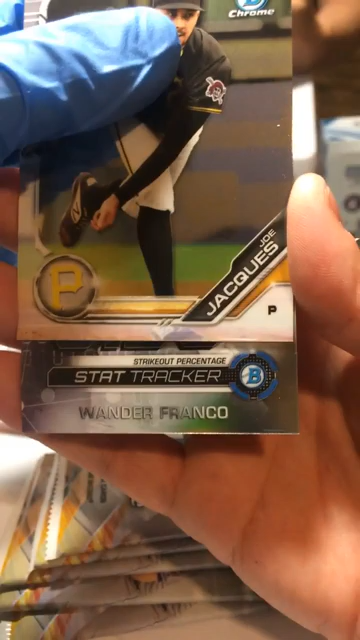 Chrome
JOE
JACQUES
P
P
STRIKEOUT PERCENTAGE
STAT TRACKER
B
WANDER FRANCO